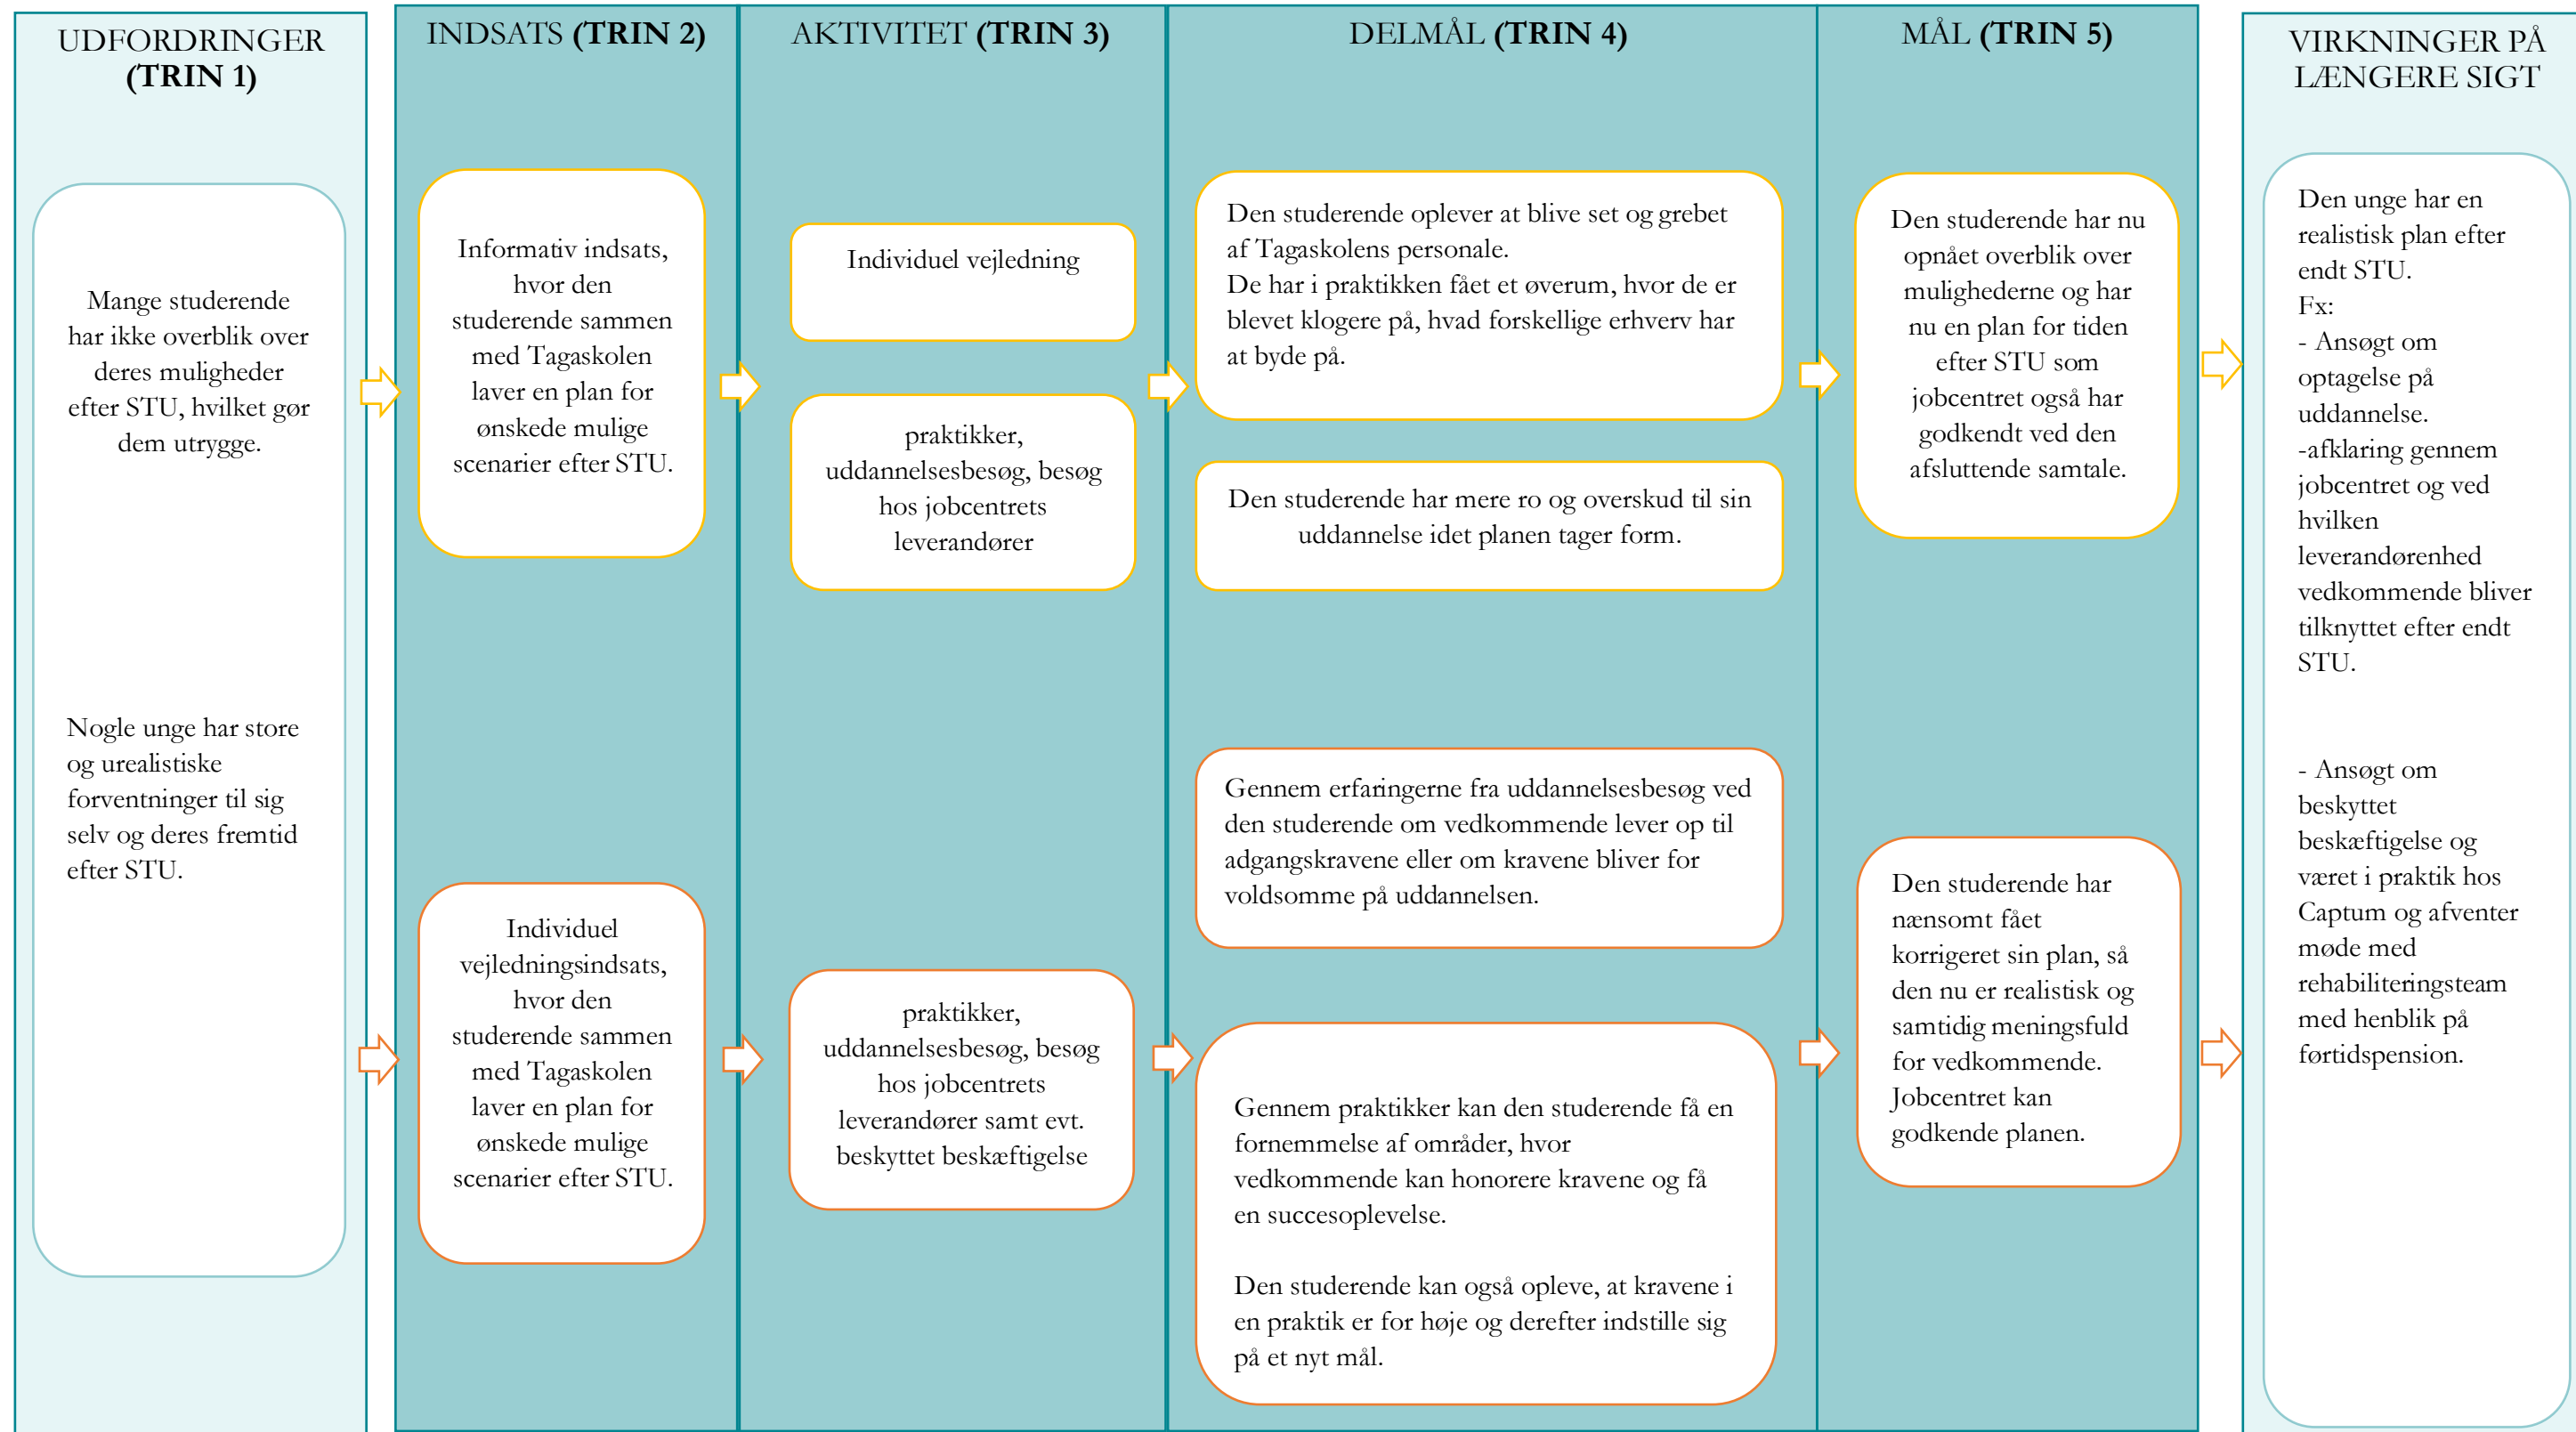 UDFORDRINGER
(TRIN 1)
Mange studerende
har ikke overblik over
deres muligheder
efter STU, hvilket gør
dem utrygge.
Nogle unge har store
og urealistiske
forventninger til sig
selv og deres fremtid
efter STU.
INDSATS (TRIN 2)
Informativ indsats,
hvor den
studerende sammen
med Tagaskolen
laver en plan for
ønskede mulige
scenarier efter STU.
Individuel
vejledningsindsats,
hvor den
studerende sammen
med Tagaskolen
laver en plan for
ønskede mulige
scenarier efter STU.
AKTIVITET (TRIN 3)
Individuel vejledning
praktikker,
uddannelsesbesøg, besøg
hos jobcentrets
leverandører
praktikker,
uddannelsesbesøg, besøg
hos jobcentrets
leverandører samt evt.
beskyttet beskæftigelse
DELMÅL (TRIN 4)
Den studerende oplever at blive set og grebet
af Tagaskolens personale.
De har i praktikken fået et øverum, hvor de er
blevet klogere på, hvad forskellige erhverv har
at byde på.
Den studerende har mere ro og overskud til sin
uddannelse idet planen tager form.
Gennem erfaringerne fra uddannelsesbesøg ved
den studerende om vedkommende lever op til
adgangskravene eller om kravene bliver for
voldsomme på uddannelsen.
Gennem praktikker kan den studerende få en
fornemmelse af områder, hvor
vedkommende kan honorere kravene og få
en succesoplevelse.
Den studerende kan også opleve, at kravene i
en praktik er for høje og derefter indstille sig
på et nyt mål.
MÅL (TRIN 5)
Den studerende har nu
opnået overblik over
mulighederne og har
nu en plan for tiden
efter STU som
jobcentret også har
godkendt ved den
afsluttende samtale.
Den studerende har
nænsomt fået
korrigeret sin plan, så
den nu er realistisk og
samtidig meningsfuld
for vedkommende.
Jobcentret kan
godkende planen.
VIRKNINGER PÅ
LÆNGERE SIGT
Den unge har en
realistisk plan efter
endt STU.
Fx:
- Ansøgt om
optagelse på
uddannelse.
-afklaring gennem
jobcentret og ved
hvilken
leverandørenhed
vedkommende bliver
tilknyttet efter endt
STU.
- Ansøgt om
beskyttet
beskæftigelse og
været i praktik hos
Captum og afventer
møde med
rehabiliteringsteam
med henblik på
førtidspension.